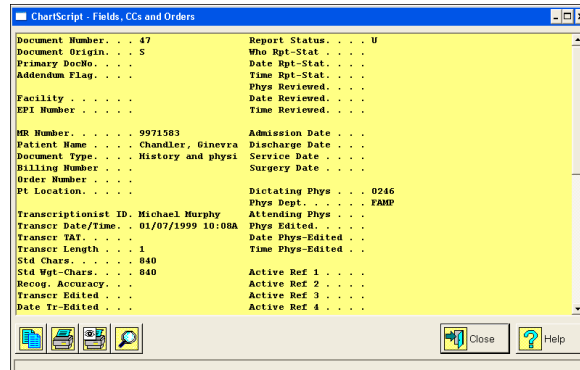 ChartScript - Fields, CCs and Orders
Document Number. . . 47 Report Status. . . . U
Document Origin. . . S Who Rpt-Stat . . . .
Primary DocNo. . . . Date Rpt-Stat. . . .
Addendum Flag. . . . Time Rpt-Stat. . . .
Phys Reviewed. . . .
Facility . . . . . . Date Reviewed. . . .
EPI Number . . . . . Time Reviewed. . . .
MR Number. . . . . . 9971583 Admission Date . . .
Patient Name . . . . Chandler, Ginevra Discharge Date . . .
Document Type. . . . History and physi Service Date . . . .
Billing Number . . . Surgery Date . . . .
Order Number . . . .
Pt Location. . . . . Dictating Phys . . . 0246
Phys Dept. . . . . . FAMP
Transcriptionist ID. Michael Murphy Attending Phys . . .
Transcr Date/Time. . 01/07/1999 10:08A Phys Edited. . . . .
Transcr TAT. . . . . Date Phys-Edited . .
Transcr Length . . . 1 Time Phys-Edited . .
Std Chars. . . . . . 840
Std Wgt-Chars. . . . 840 Active Ref 1 . . . .
Recog. Accuracy. . . Active Ref 2 . . . .
Transcr Edited . . . Active Ref 3 . . . .
Date Tr-Edited . . . Active Ref 4 . . . .
Close ? Help